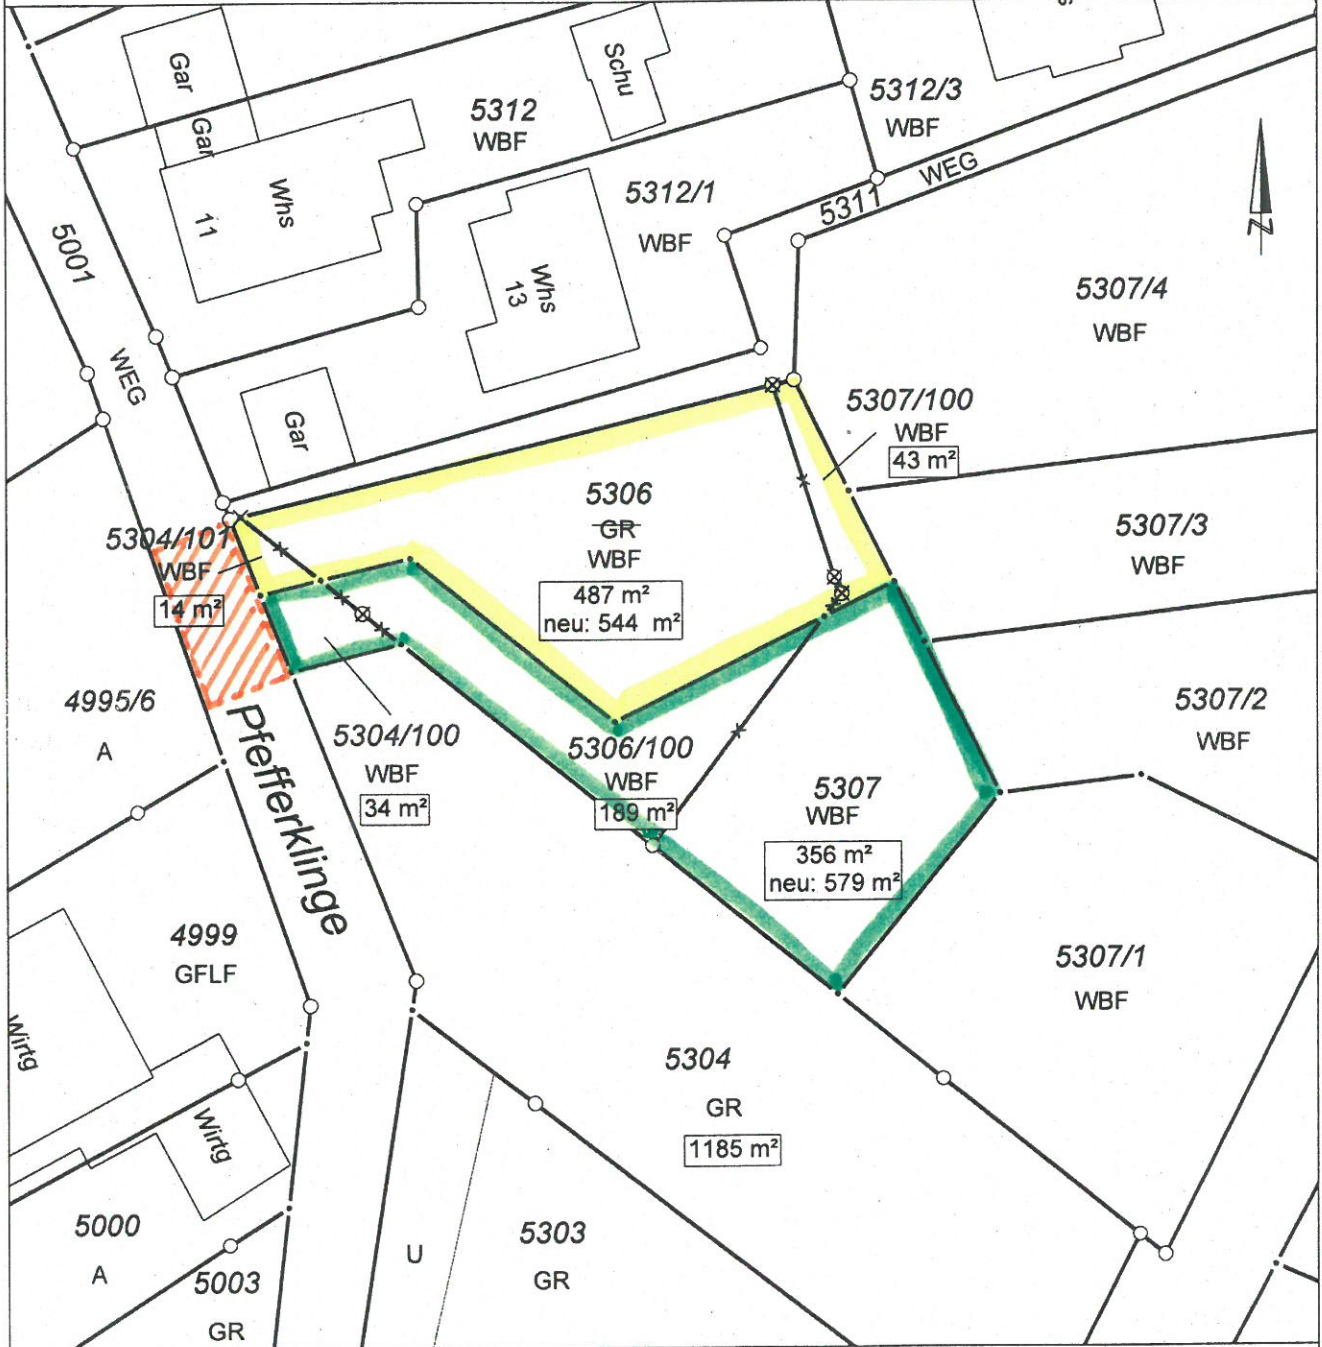 Gar
Gar
Whs
11
5312
WBF
Schu
5312/3
WBF
5312/1
WBF
WEG
5311
N
5001
WEG
Whs
13
Gar
5307/4
WBF
5307/100
WBF
43 m²
5306
GR
WBF
487 m²
neu: 544 m²
5304/101
WBF
14 m²
5307/3
WBF
4995/6
A
Pfefferklinge
5304/100
WBF
34 m²
5306/100
WBF
189 m²
5307
WBF
356 m²
neu: 579 m²
5307/2
WBF
4999
GFLF
5307/1
WBF
Wirtg
Wirtg
5304
GR
1185 m²
5000
A
5003
GR
U
5303
GR